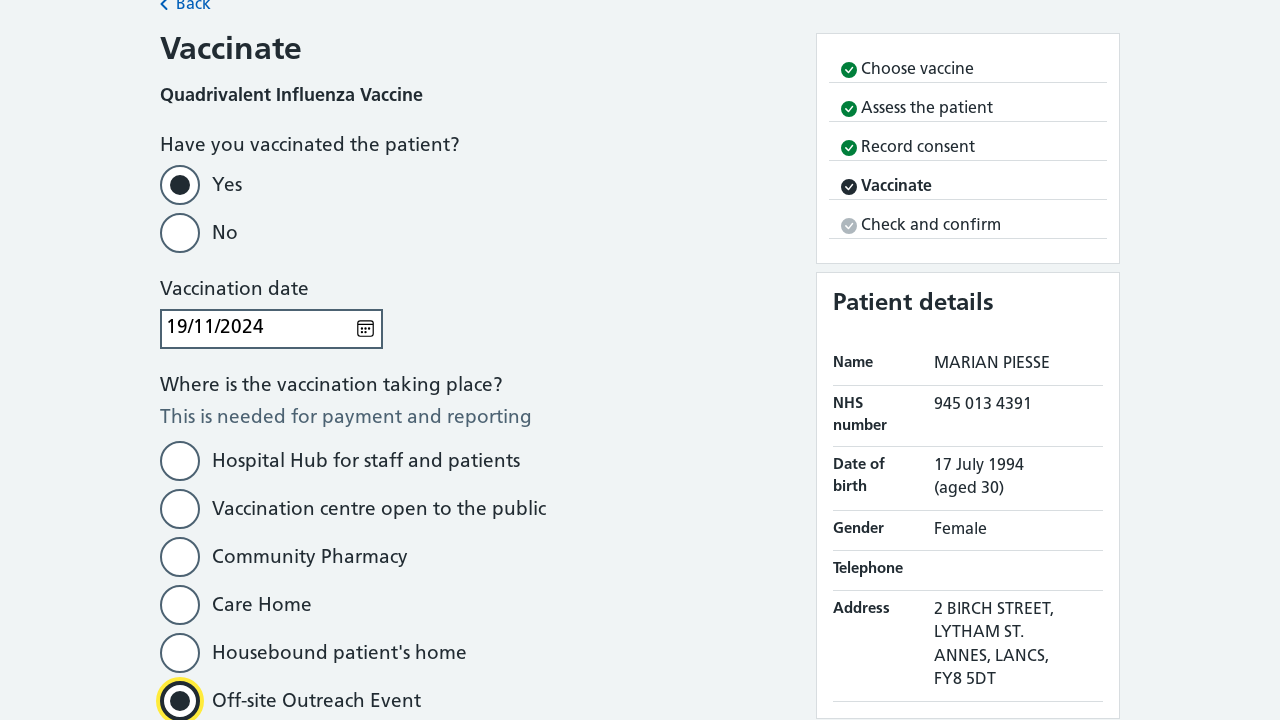 Back
Vaccinate
Quadrivalent Influenza Vaccine
Have you vaccinated the patient?
Yes
No
Vaccination date
19/11/2024
Where is the vaccination taking place?
This is needed for payment and reporting
Hospital Hub for staff and patients
Vaccination centre open to the public
Community Pharmacy
Care Home
Housebound patient's home
Off-site Outreach Event
Choose vaccine
Assess the patient
Record consent
Vaccinate
Check and confirm
Patient details
Name MARIAN PIESSE
NHS number 945 013 4391
Date of birth 17 July 1994
(aged 30)
Gender Female
Telephone
Address 2 BIRCH STREET,
LYTHAM ST.
ANNES, LANCS,
FY8 5DT